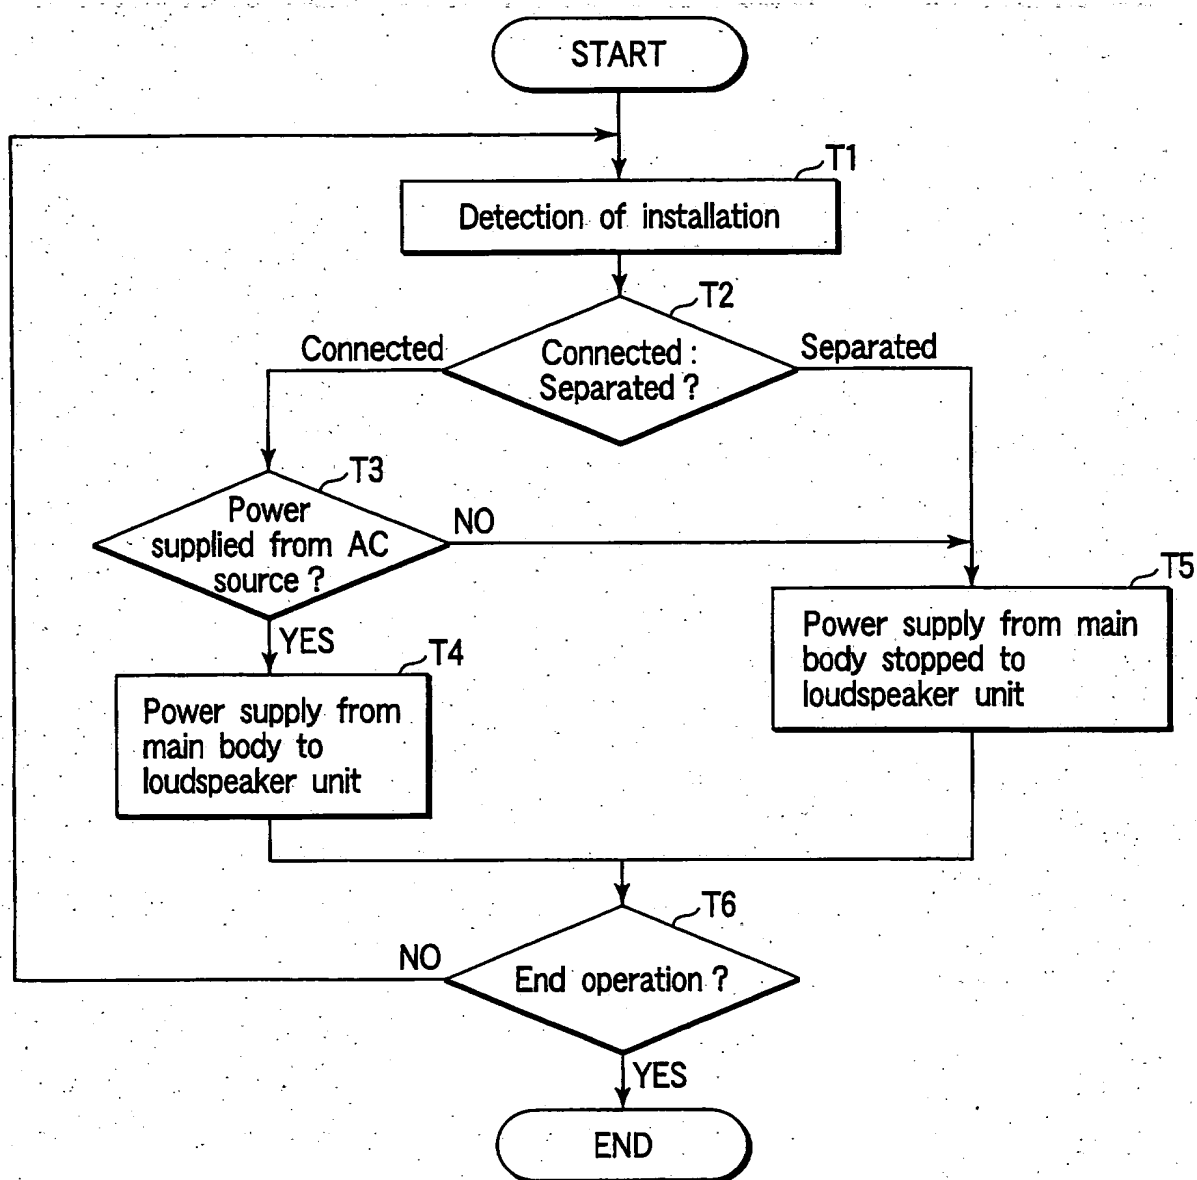 START
T1
Detection of installation
T2
Connected
Connected :
Separated ?
Separated
T3
Power
supplied from AC
source ?
NO
YES
T4
Power supply from
main body to
loudspeaker unit
T5
Power supply from main
body stopped to
loudspeaker unit
T6
NO
End operation ?
YES
END